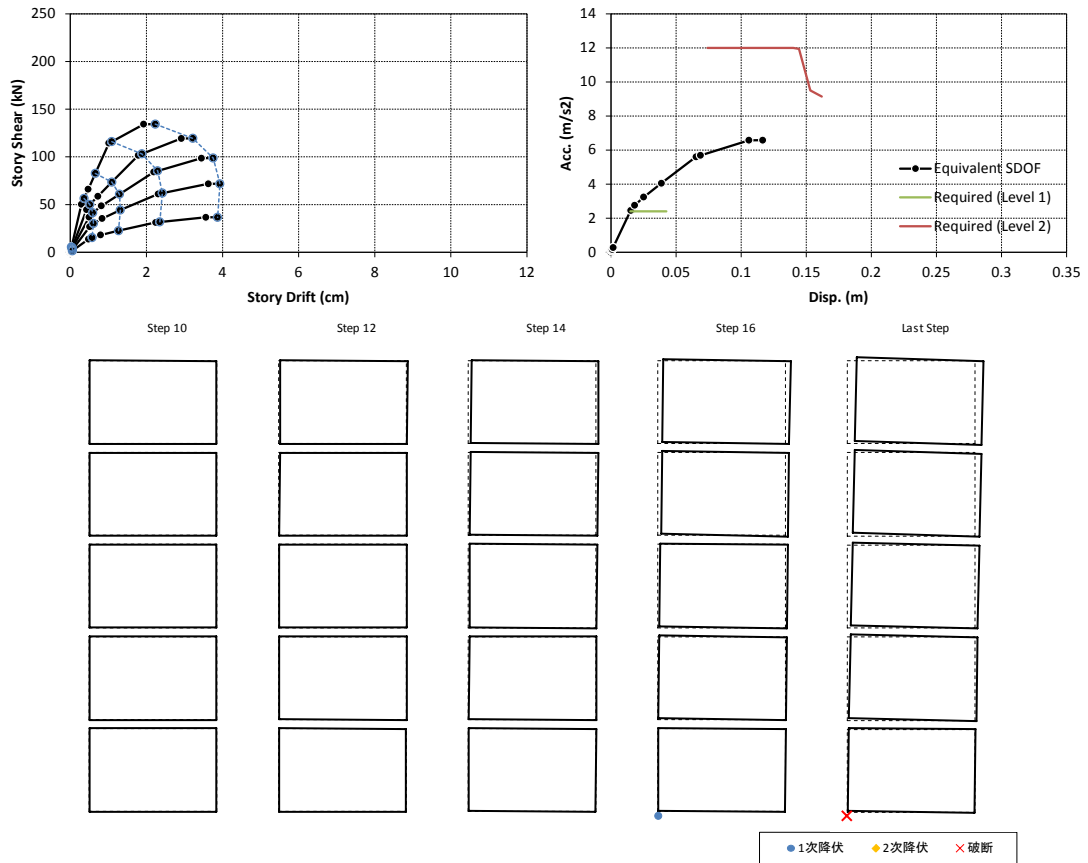 250
200
150
100
50
0
Story Shear (kN)
0 2 4 6 8 10 12
Story Drift (cm)
14
12
10
8
6
4
2
0
Acc. (m/s2)
Equivalent SDOF
Required (Level 1)
Required (Level 2)
0 0.05 0.1 0.15 0.2 0.25 0.3 0.35
Disp. (m)
Step 10 Step 12 Step 14 Step 16 Last Step
1次降伏 2次降伏 破断